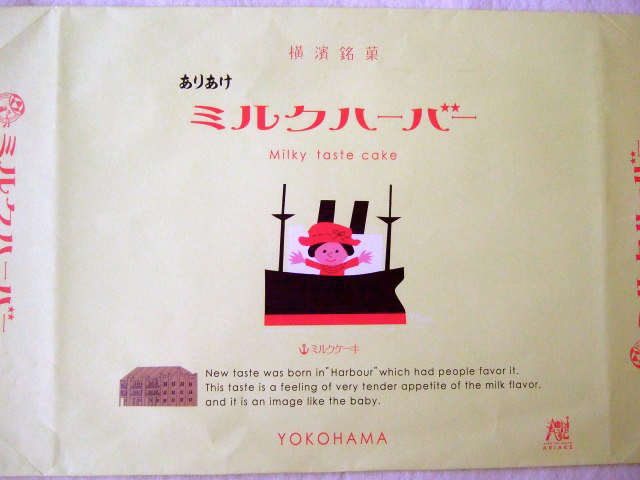 横濱銘菓
ありあけ
ミルクハーバー
Milky taste cake
ミルクケーキ
New taste was born in "Harbour" which had people favor it.
This taste is a feeling of very tender appetite of the milk flavor,
and it is an image like the baby.
YOKOHAMA
ミルクハーバー